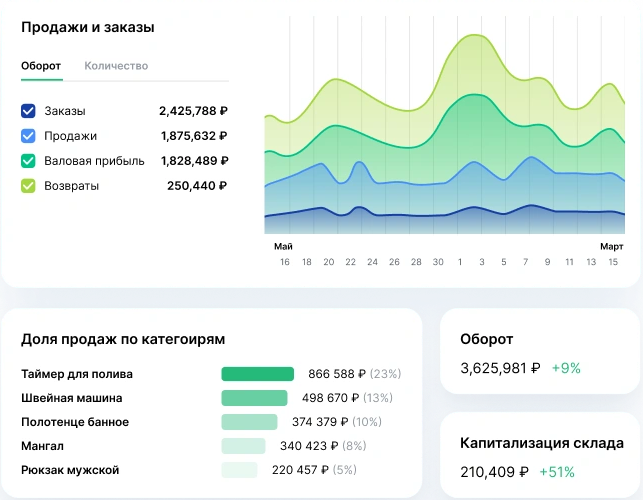 Продажи и заказы
Оборот Количество
Заказы 2,425,788 ₽
Продажи 1,875,632 ₽
Валовая прибыль 1,828,489 ₽
Возвраты 250,440 ₽
Май Март
16 18 20 22 24 26 28 30 1 3 5 7 9 11 13 15
Доля продаж по категоирям
Таймер для полива 866 588 ₽ (23%)
Швейная машина 498 670 ₽ (13%)
Полотенце банное 374 379 ₽ (10%)
Мангал 340 423 ₽ (8%)
Рюкзак мужской 220 457 ₽ (5%)
Оборот
3,625,981 ₽ +9%
Капитализация склада
210,409 ₽ +51%